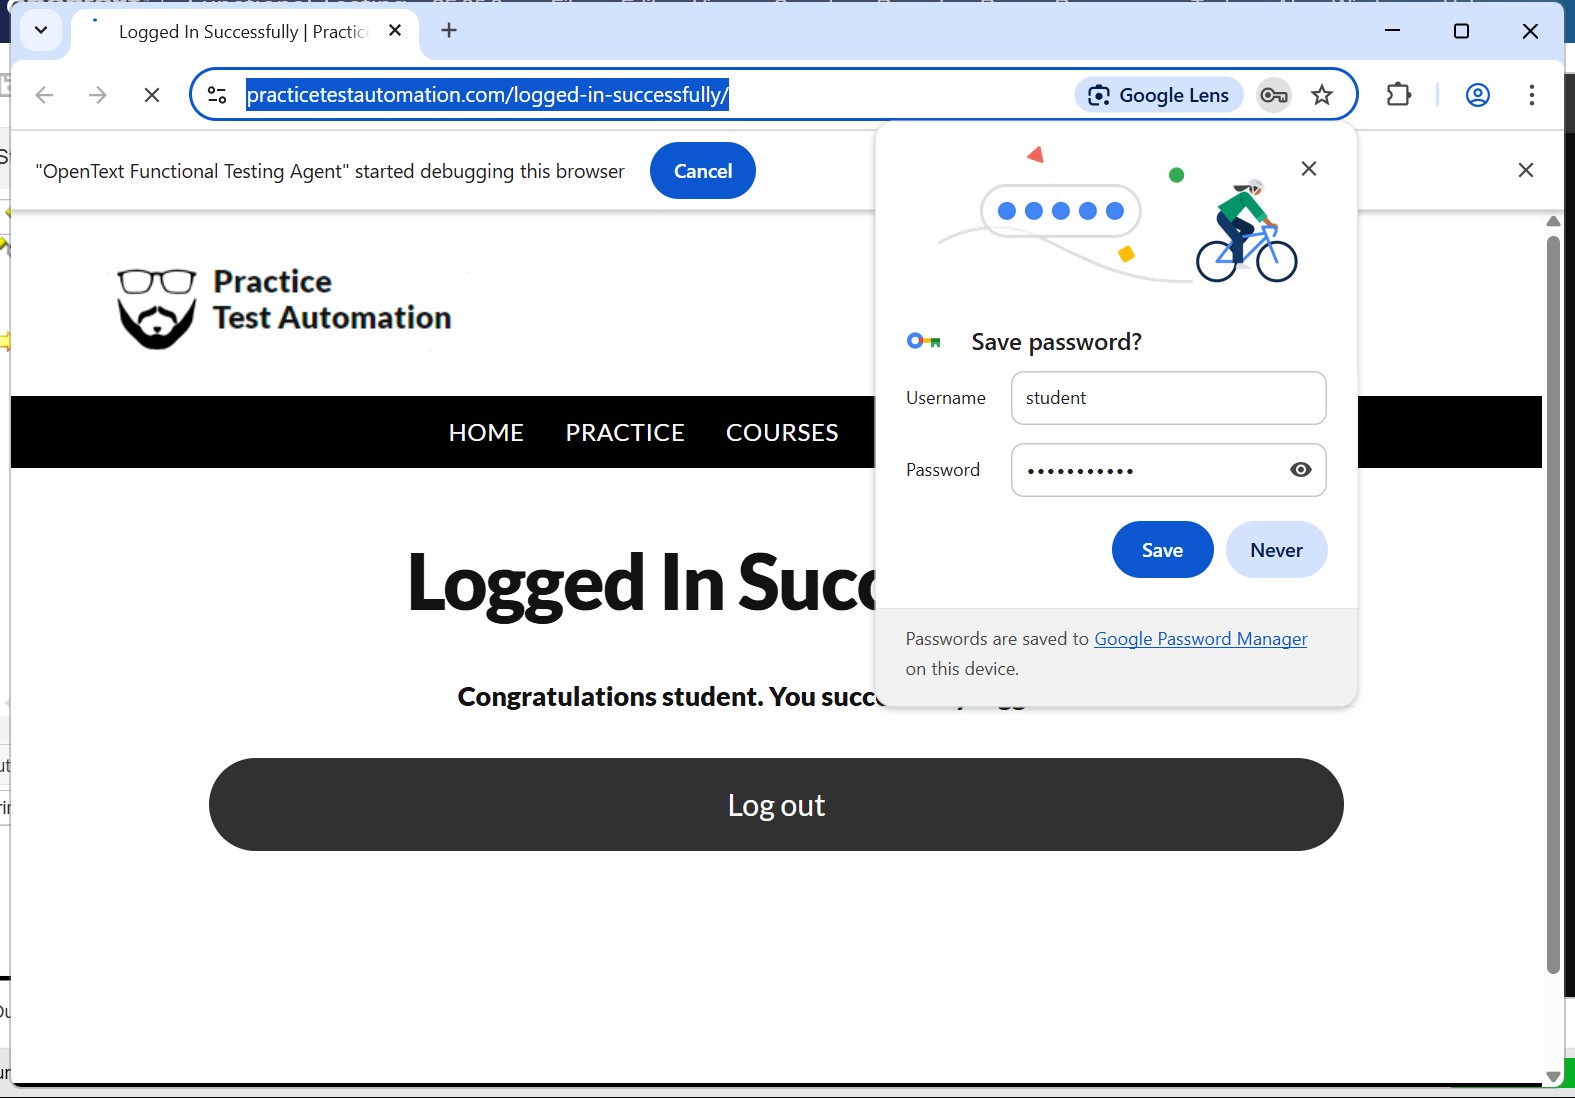 Logged In Successfully | Practic
practicetestautomation.com/logged-in-successfully/
Google Lens
"OpenText Functional Testing Agent" started debugging this browser
Cancel
Practice
Test Automation
HOME PRACTICE COURSES
Save password?
Username student
Password
Save Never
Passwords are saved to Google Password Manager
on this device.
Logged In Succ
Congratulations student. You succ
Log out